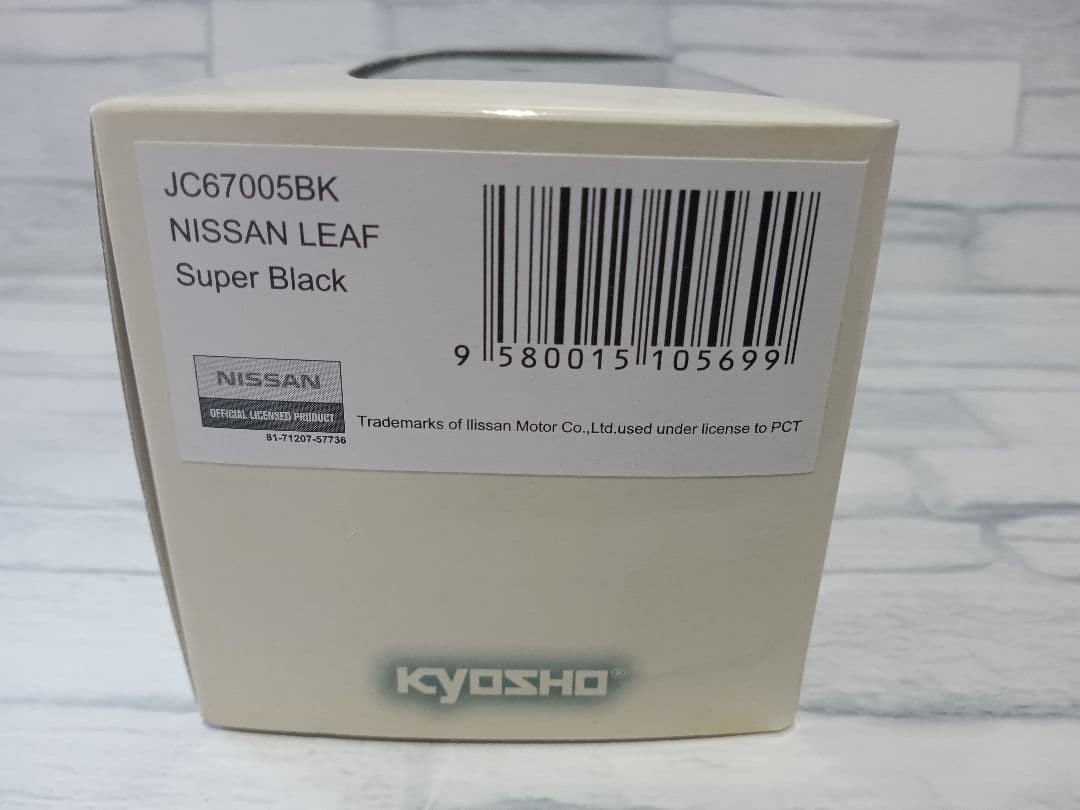 JC67005BK
NISSAN LEAF
Super Black
9 580015 105699
NISSAN
OFFICIAL LICENSED PRODUCT
81-71207-57736
Trademarks of llissan Motor Co.,Ltd.used under license to PCT
KYOSHO®